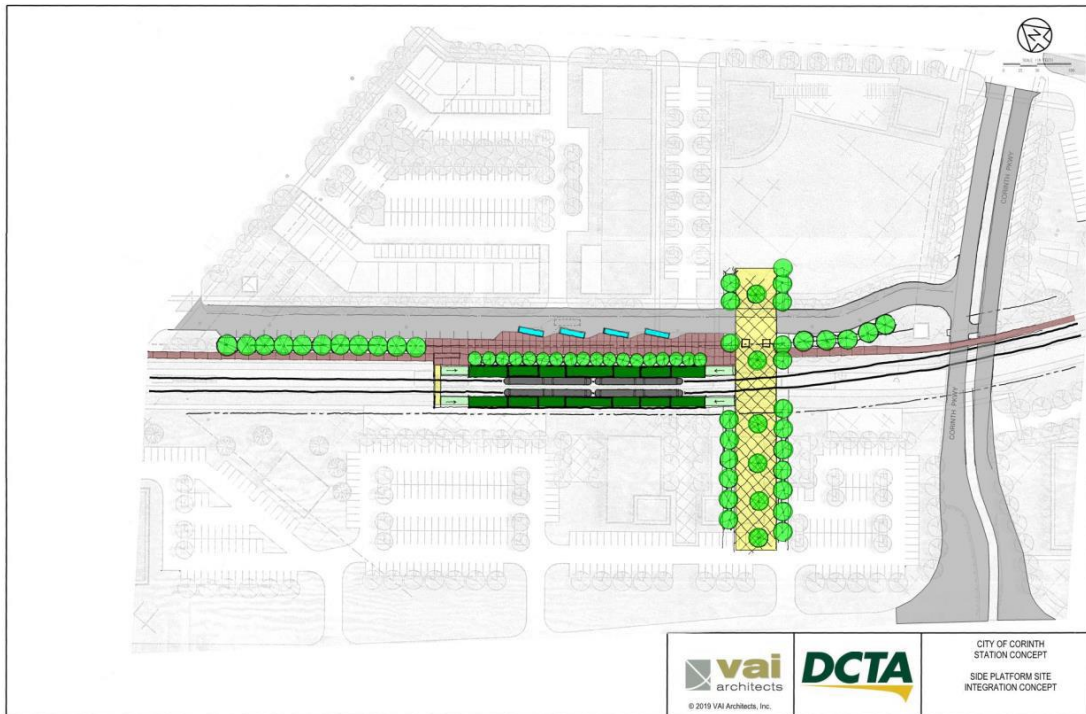 CORINTH PKWY
CORINTH PKWY
vai
architects
© 2019 VAI Architects, Inc.
DCTA
CITY OF CORINTH
STATION CONCEPT
SIDE PLATFORM SITE
INTEGRATION CONCEPT